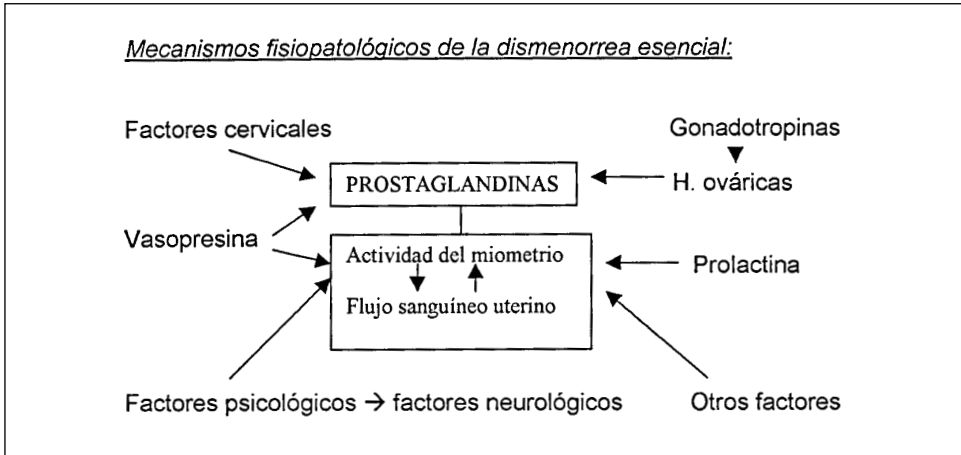 Mecanismos fisiopatológicos de la dismenorrea esencial:
Factores cervicales
Gonadotropinas
PROSTAGLANDINAS
H. ováricas
Vasopresina
Actividad del miometrio
Prolactina
Flujo sanguíneo uterino
Factores psicológicos → factores neurológicos
Otros factores